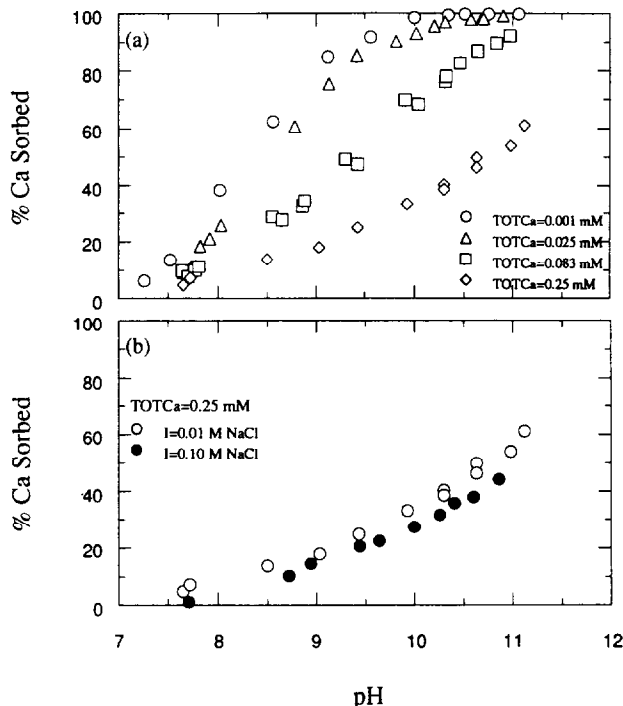 100
(a)
80
60
40
20
0
% Ca Sorbed
TOTCa=0.001 mM
TOTCa=0.025 mM
TOTCa=0.083 mM
TOTCa=0.25 mM
100
(b)
80
60
40
20
0
% Ca Sorbed
TOTCa=0.25 mM
I=0.01 M NaCl
I=0.10 M NaCl
7 8 9 10 11 12
pH